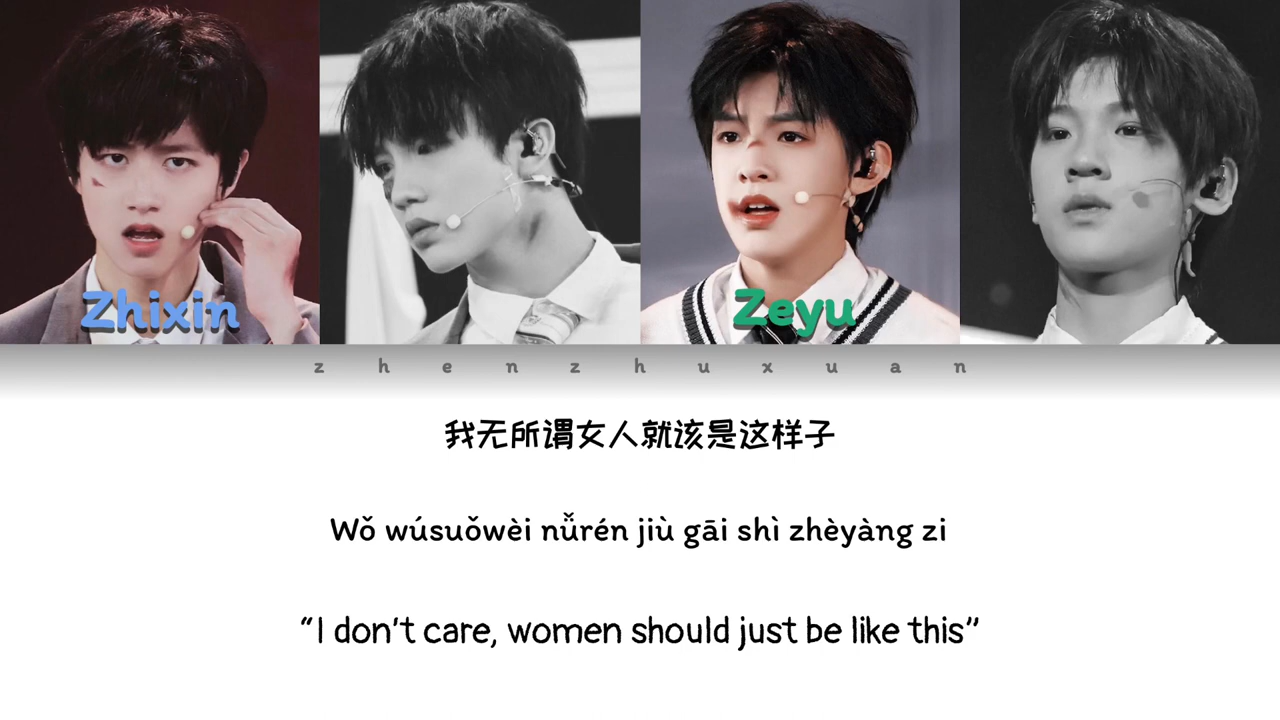 Zhixin
Zeyu
z h e n z h u x u a n
我无所谓女人就该是这样子
Wǒ wúsuǒwèi nǚrén jiù gāi shì zhèyàng zi
“I don't care, women should just be like this”